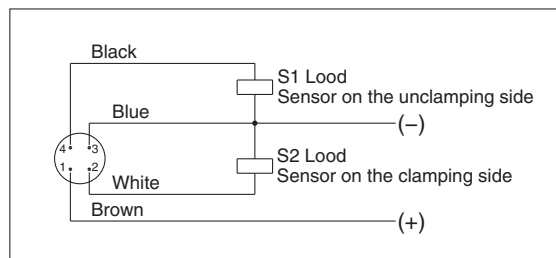 Black
S1 Lood
Sensor on the unclamping side
Blue
(−)
4 3
1 2
S2 Lood
Sensor on the clamping side
White
Brown
(+)